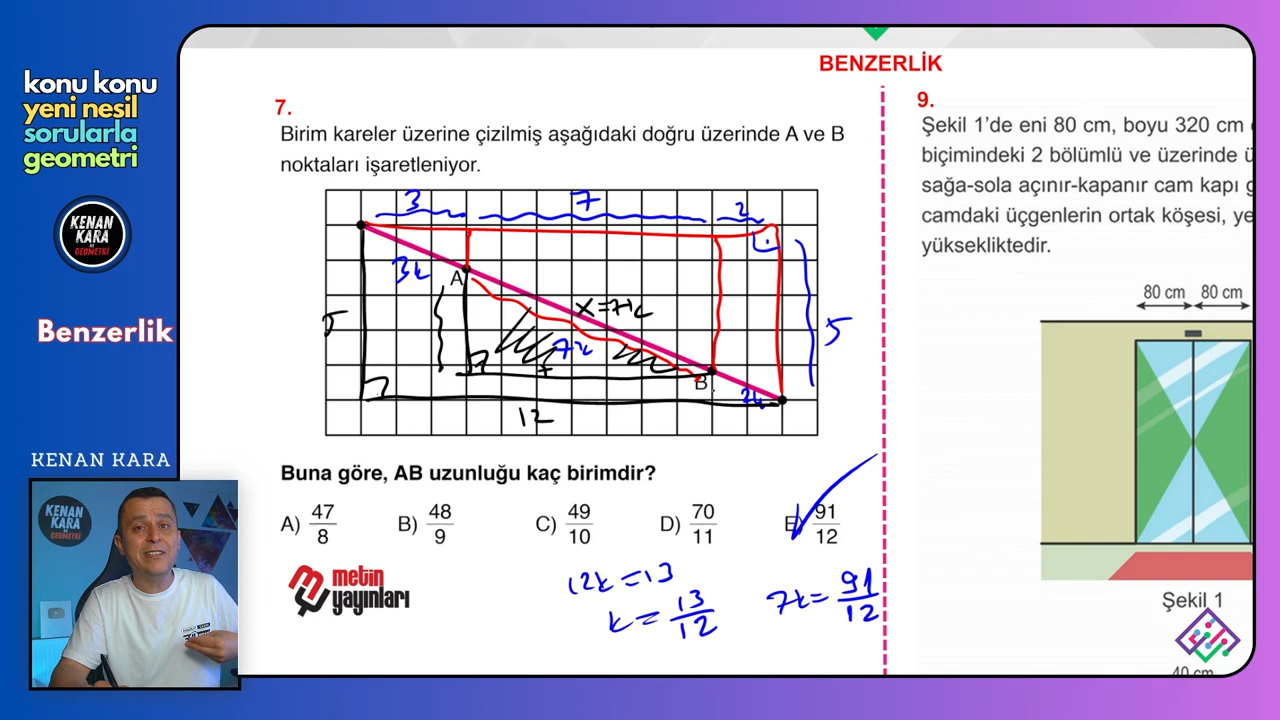 konu konu
yeni nesil
sorularla
geometri
KENAN
KARA
ile
GEOMETRİ
Benzerlik
KENAN KARA
KENAN
KARA
GEOMETRİ
BENZERLİK
7.
Birim kareler üzerine çizilmiş aşağıdaki doğru üzerinde A ve B
noktaları işaretleniyor.
3 7 2
3k
A
x=7k
5
7k
5
B
2k
12
Buna göre, AB uzunluğu kaç birimdir?
A) 47/8 B) 48/9 C) 49/10 D) 70/11 E) 91/12
metin
yayınları
12k = 13
k = 13/12
7k = 91/12
9.
Şekil 1'de eni 80 cm, boyu 320 cm
biçimindeki 2 bölümlü ve üzerinde
sağa-sola açınır-kapanır cam kapı
camdaki üçgenlerin ortak köşesi,
yüksekliktedir.
80 cm 80 cm
Şekil 1
40 cm